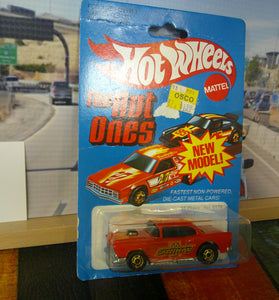 Hot Wheels
MATTEL
OSCO
The Hot
Ones
NEW
MODEL!
FASTEST NON-POWERED,
DIE-CAST METAL CARS!